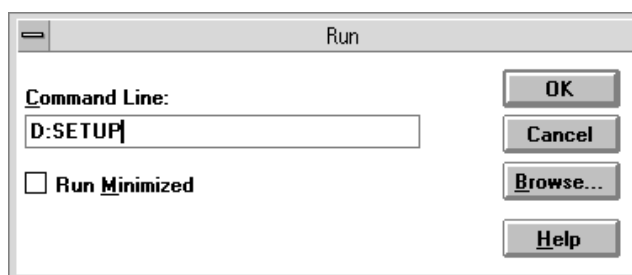 Run
Command Line:
D:SETUP
Run Minimized
OK
Cancel
Browse...
Help